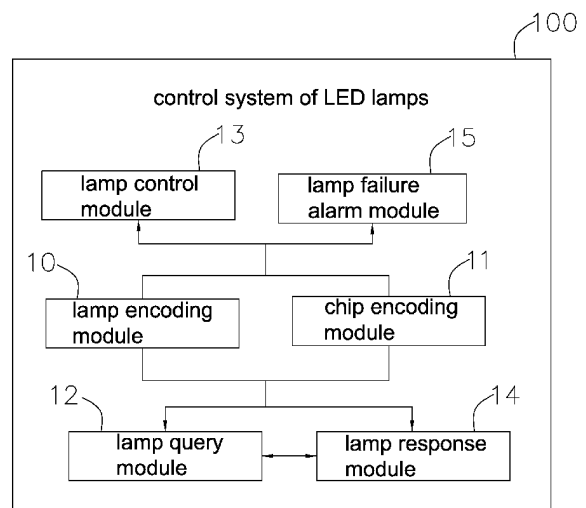 100
control system of LED lamps
13
15
lamp control
module
lamp failure
alarm module
10
11
lamp encoding
module
chip encoding
module
12
14
lamp query
module
lamp response
module